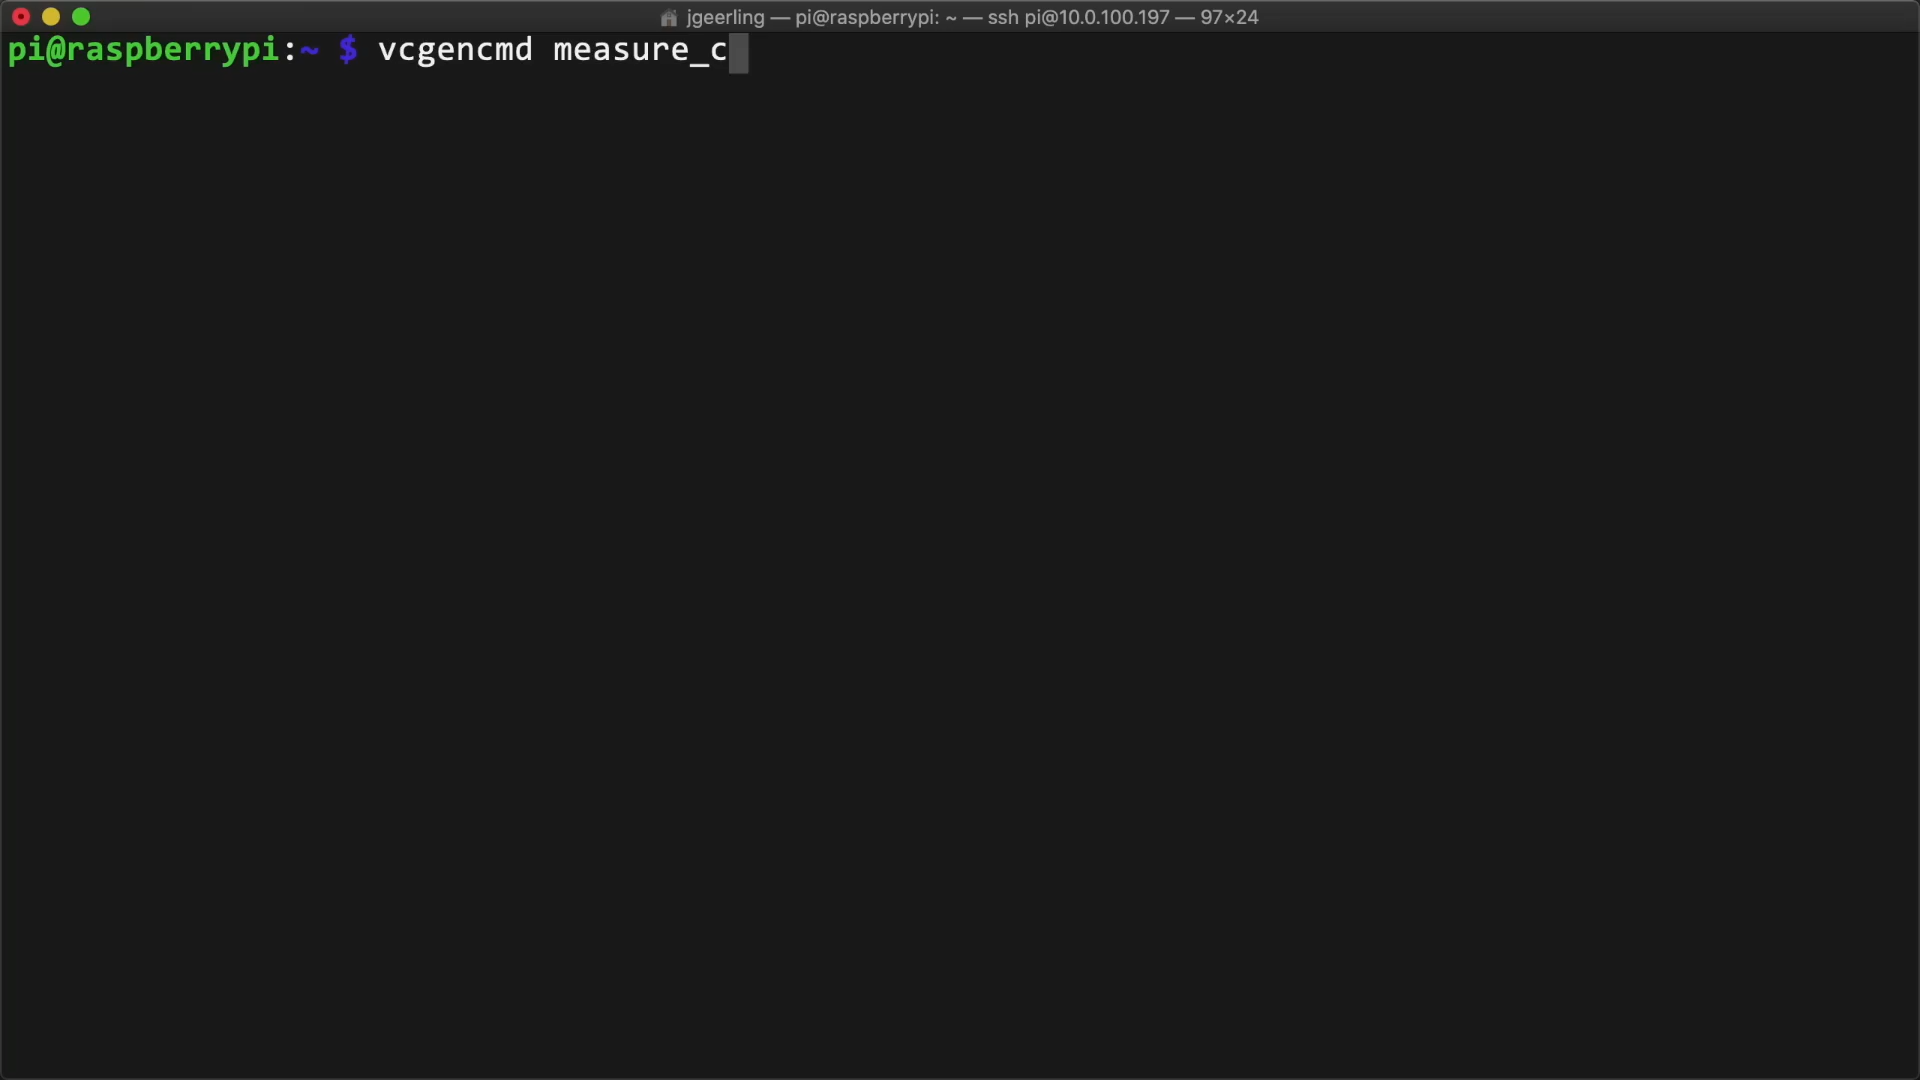 jgeerling — pi@raspberrypi: ~ — ssh pi@10.0.100.197 — 97×24
pi@raspberrypi:~ $ vcgencmd measure_c